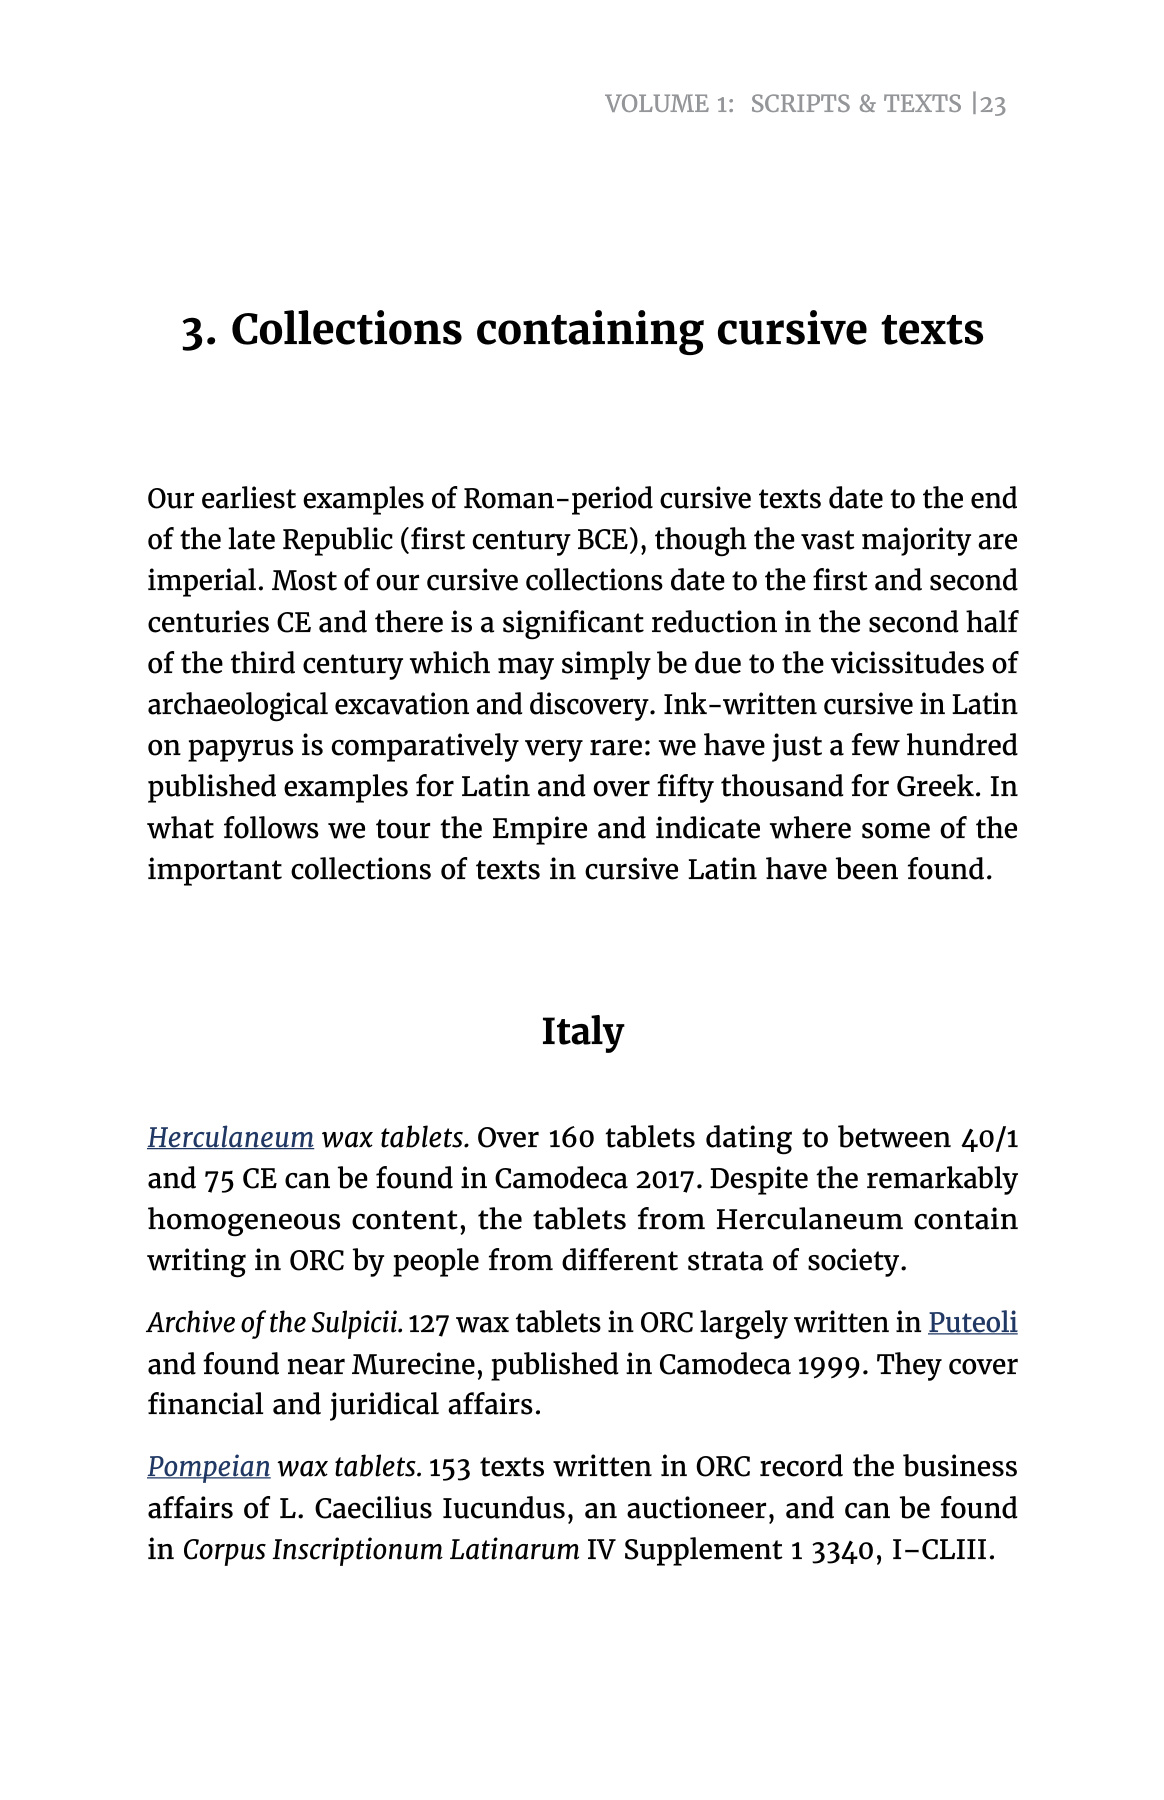 VOLUME 1: SCRIPTS & TEXTS |23
3. Collections containing cursive texts
Our earliest examples of Roman-period cursive texts date to the end
of the late Republic (first century BCE), though the vast majority are
imperial. Most of our cursive collections date to the first and second
centuries CE and there is a significant reduction in the second half
of the third century which may simply be due to the vicissitudes of
archaeological excavation and discovery. Ink-written cursive in Latin
on papyrus is comparatively very rare: we have just a few hundred
published examples for Latin and over fifty thousand for Greek. In
what follows we tour the Empire and indicate where some of the
important collections of texts in cursive Latin have been found.
Italy
Herculaneum wax tablets. Over 160 tablets dating to between 40/1
and 75 CE can be found in Camodeca 2017. Despite the remarkably
homogeneous content, the tablets from Herculaneum contain
writing in ORC by people from different strata of society.
Archive of the Sulpicii. 127 wax tablets in ORC largely written in Puteoli
and found near Murecine, published in Camodeca 1999. They cover
financial and juridical affairs.
Pompeian wax tablets. 153 texts written in ORC record the business
affairs of L. Caecilius Iucundus, an auctioneer, and can be found
in Corpus Inscriptionum Latinarum IV Supplement 1 3340, I–CLIII.